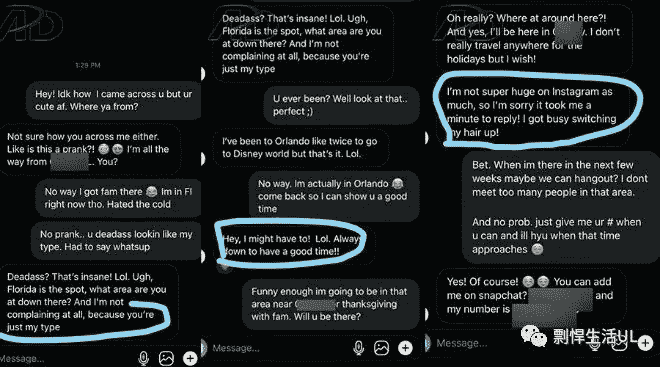 AD
1:29 PM
Hey! Idk how I came across u but ur
cute af. Where ya from?
Not sure how you across me either.
Like is this a prank?! 😂 😍 I'm all the
way from ... You?
No way I got fam there 😂 Im in Fl
right now tho. Hated the cold
No prank.. u deadass lookin like my
type. Had to say whatsup
Deadass? That's insane! Lol. Ugh,
Florida is the spot, what area are you
at down there? And I'm not
complaining at all, because you're
just my type
Message...
Deadass? That's insane! Lol. Ugh,
Florida is the spot, what area are you
at down there? And I'm not
complaining at all, because you're
just my type
U ever been? Well look at that..
perfect ;)
I've been to Orlando like twice to go
to Disney world but that's it. Lol.
No way. Im actually in Orlando 😂
come back so I can show u a good
time
Hey, I might have to! Lol. Always
down to have a good time!!
Funny enough im going to be in that
area near C r thanksgiving
with fam. Will u be there?
Message...
AD
Oh really? Where at around here?!
And yes, I'll be here in . I don't
really travel anywhere for the
holidays but I wish!
I'm not super huge on Instagram as
much, so I'm sorry it took me a
minute to reply! I got busy switching
my hair up!
Bet. When im there in the next few
weeks maybe we can hangout? I dont
meet too many people in that area.
And no prob. just give me ur # when
u can and ill hyu when that time
approaches 😊
Yes! Of course! 😊 😊 You can add
me on snapchat? and
my number is
Message...
剽悍生活UL